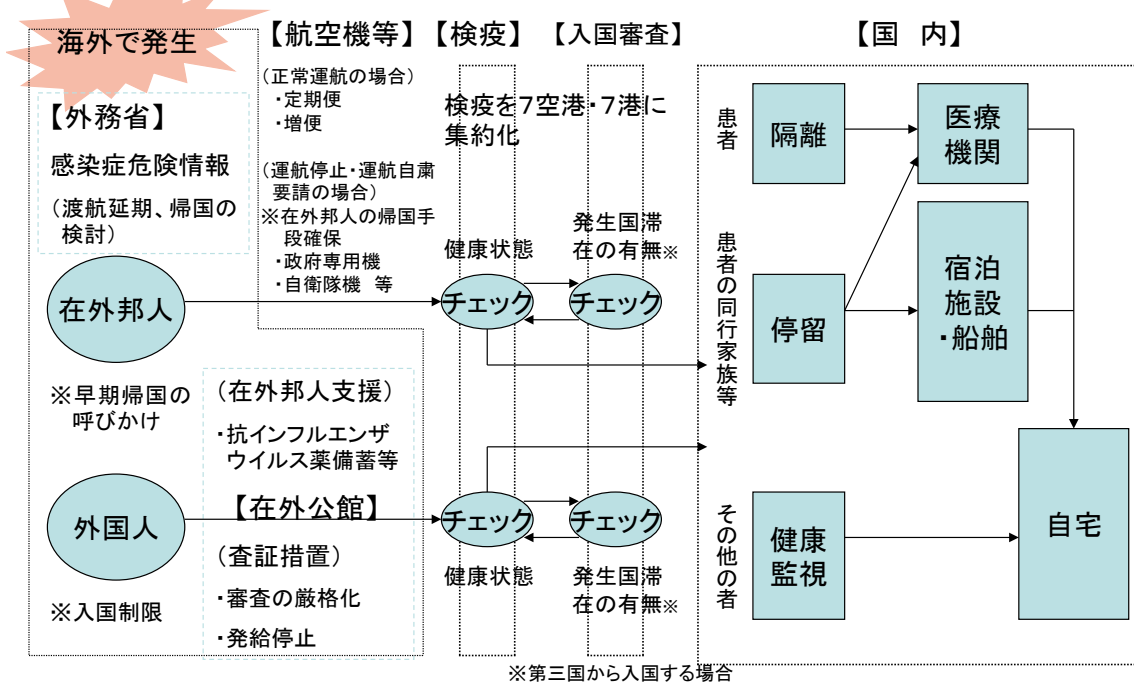 海外で発生
【航空機等】
【検疫】
【入国審査】
【国　内】
【外務省】
感染症危険情報
（渡航延期、帰国の
検討）
（正常運航の場合）
・定期便
・増便
（運航停止・運航自粛
要請の場合）
※在外邦人の帰国手
段確保
・政府専用機
・自衛隊機　等
検疫を７空港・７港に
集約化
健康状態
発生国滞
在の有無※
在外邦人
チェック
チェック
※早期帰国の
呼びかけ
（在外邦人支援）
・抗インフルエンザ
ウイルス薬備蓄等
【在外公館】
（査証措置）
・審査の厳格化
・発給停止
外国人
チェック
チェック
※入国制限
健康状態
発生国滞
在の有無※
患者
隔離
医療
機関
患者の同行家族等
停留
宿泊
施設
・船舶
その他の者
健康
監視
自宅
※第三国から入国する場合